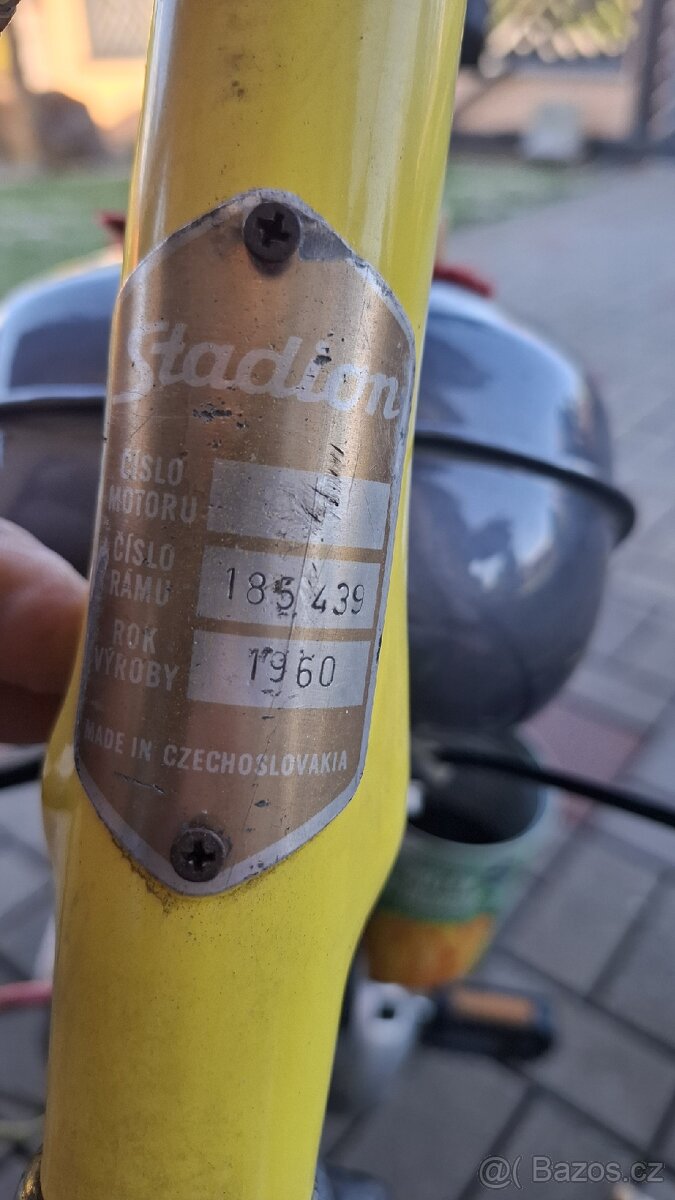 Stadion
ČÍSLO
MOTORU
ČÍSLO
RÁMU
185 439
ROK
VÝROBY
1960
MADE IN CZECHOSLOVAKIA
@( Bazos.cz